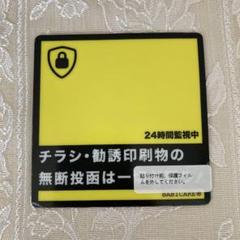 24時間監視中
チラシ・勧誘印刷物の
無断投函は一
貼り付け前、保護フィル
ムを外してください。